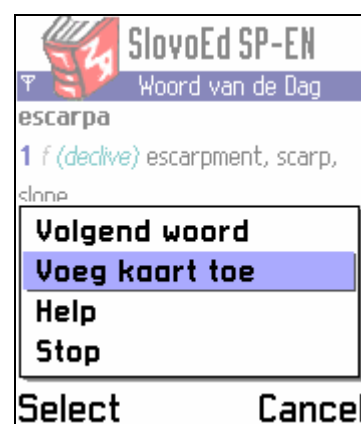 SlovoEd SP-EN
Woord van de Dag
escarpa
1 f (declive) escarpment, scarp,
slope
Volgend woord
Voeg kaart toe
Help
Stop
Select Cancel